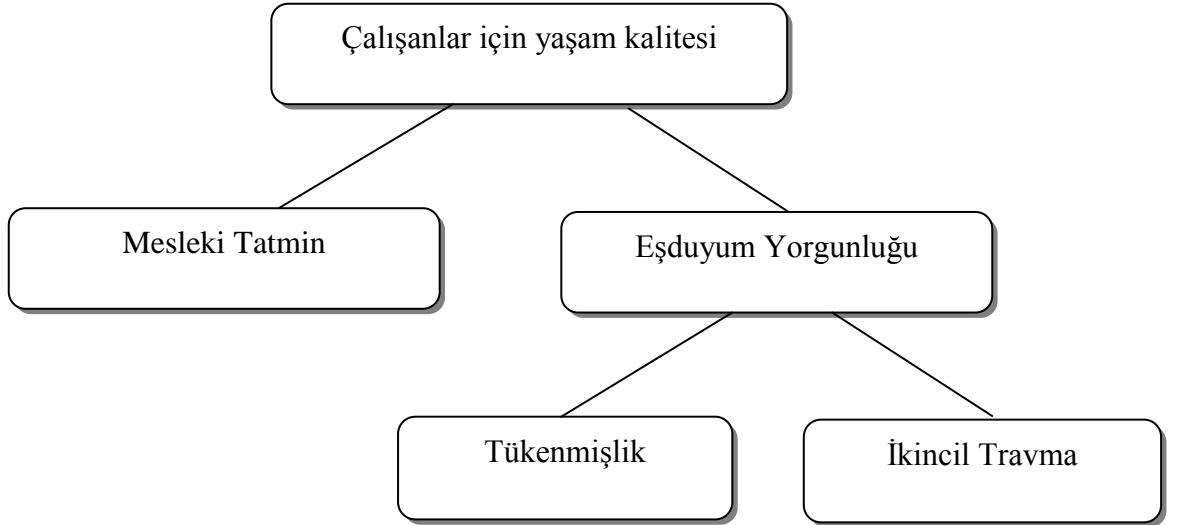 Çalışanlar için yaşam kalitesi
Mesleki Tatmin
Eşduyum Yorgunluğu
Tükenmişlik
İkincil Travma